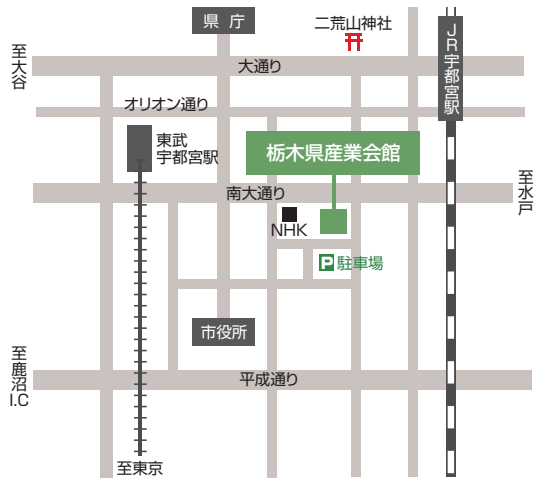 県庁
二荒山神社
JR宇都宮駅
至大谷
大通り
オリオン通り
東武
宇都宮駅
栃木県産業会館
至水戸
南大通り
NHK
P駐車場
市役所
至鹿沼I.C
平成通り
至東京